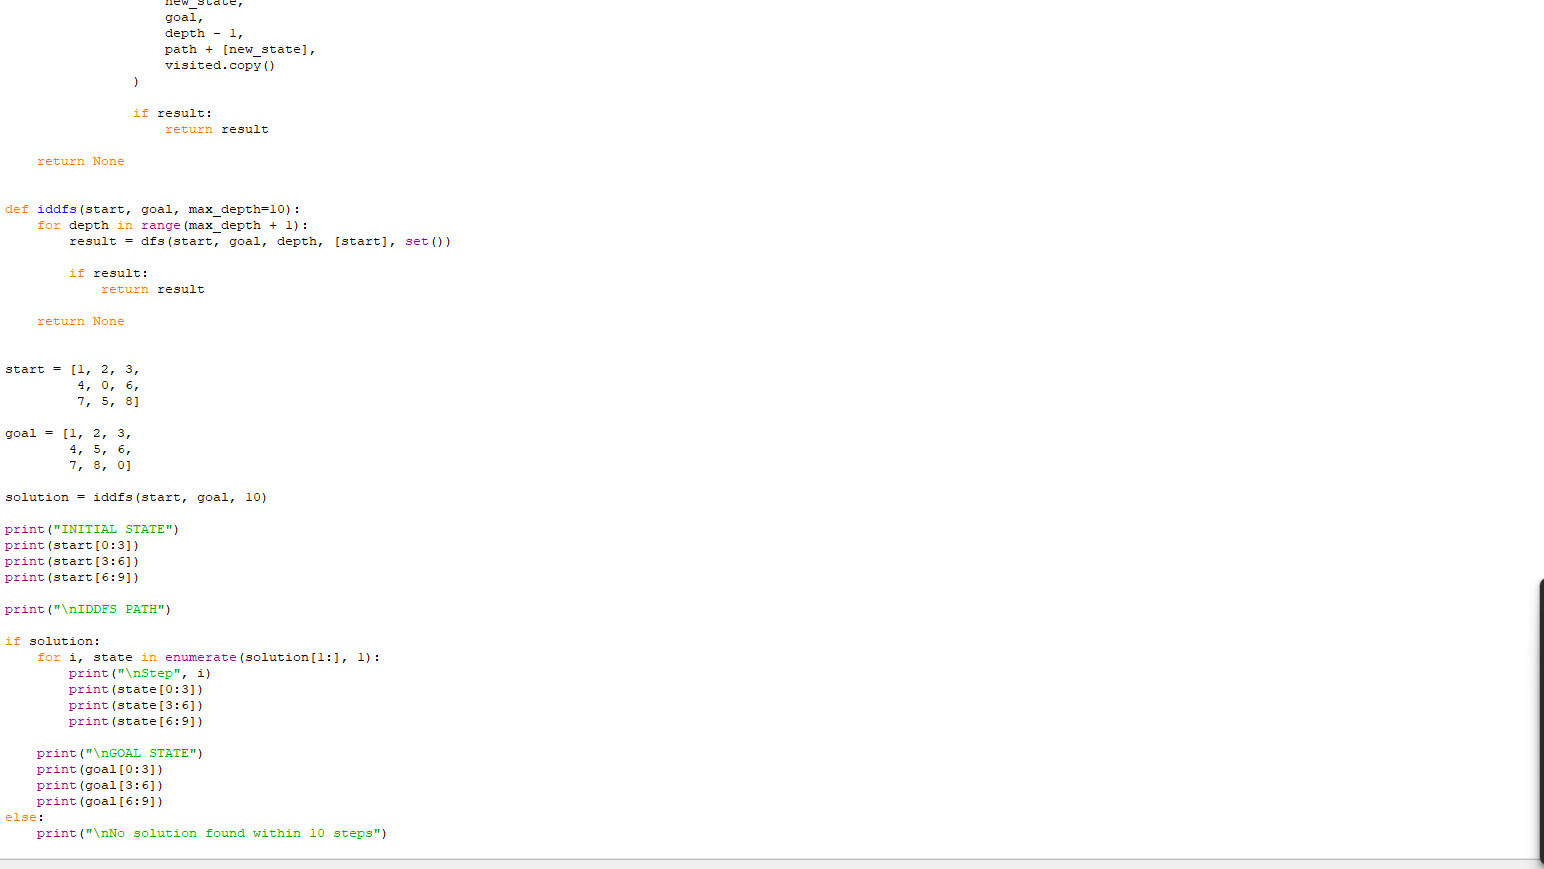 new_state,
goal,
depth - 1,
path + [new_state],
visited.copy()
)
if result:
return result
return None
def iddfs(start, goal, max_depth=10):
for depth in range(max_depth + 1):
result = dfs(start, goal, depth, [start], set())
if result:
return result
return None
start = [1, 2, 3,
4, 0, 6,
7, 5, 8]
goal = [1, 2, 3,
4, 5, 6,
7, 8, 0]
solution = iddfs(start, goal, 10)
print("INITIAL STATE")
print(start[0:3])
print(start[3:6])
print(start[6:9])
print("\nIDDFS PATH")
if solution:
for i, state in enumerate(solution[1:], 1):
print("\nStep", i)
print(state[0:3])
print(state[3:6])
print(state[6:9])
print("\nGOAL STATE")
print(goal[0:3])
print(goal[3:6])
print(goal[6:9])
else:
print("\nNo solution found within 10 steps")